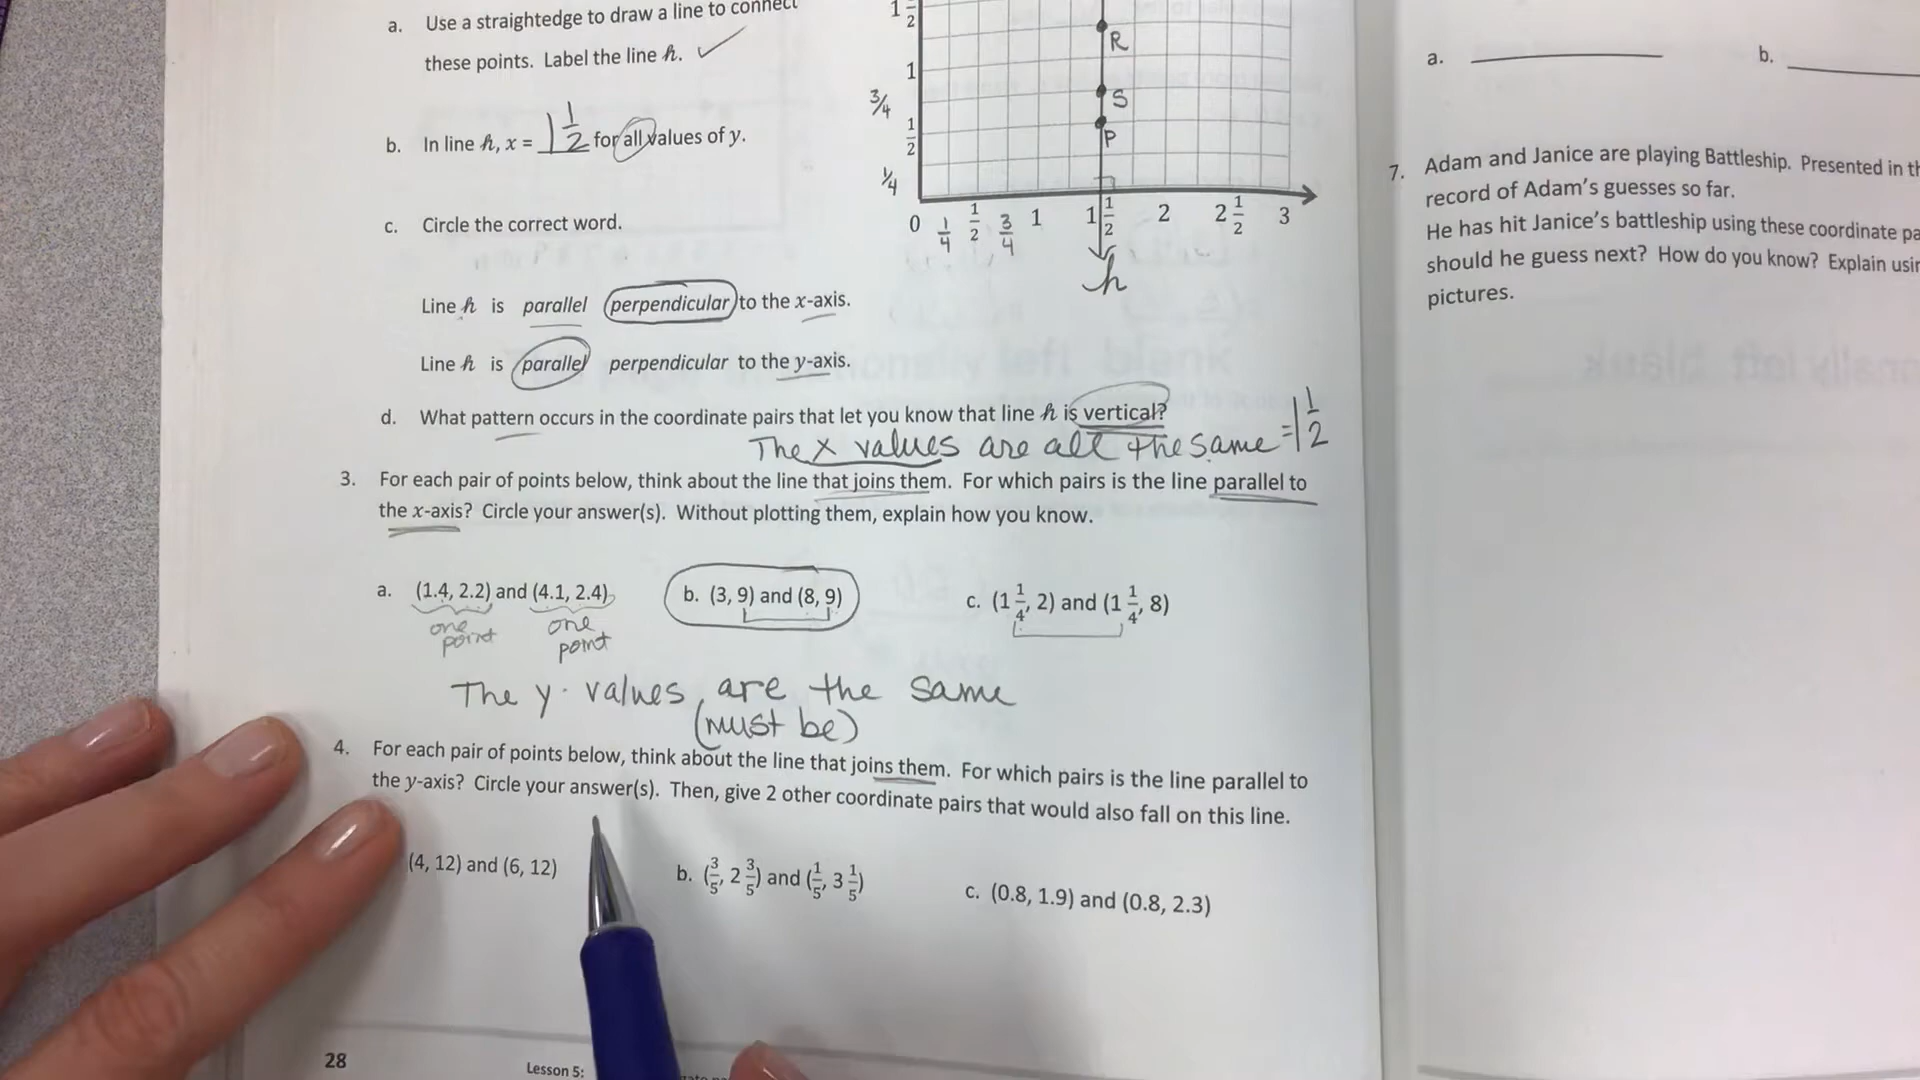 a. Use a straightedge to draw a line to connect
these points. Label the line h.
b. In line h, x = 1 1/2 for all values of y.
c. Circle the correct word.
Line h is parallel perpendicular to the x-axis.
Line h is parallel perpendicular to the y-axis.
d. What pattern occurs in the coordinate pairs that let you know that line h is vertical?
The x values are all the same = 1 1/2
1 1/2
R
1
3/4
S
1/2
P
1/4
0 1/4 1/2 3/4 1 1 1/2 2 2 1/2 3
h
3. For each pair of points below, think about the line that joins them. For which pairs is the line parallel to
the x-axis? Circle your answer(s). Without plotting them, explain how you know.
a. (1.4, 2.2) and (4.1, 2.4) b. (3, 9) and (8, 9) c. (1 1/4, 2) and (1 1/4, 8)
one point one point
The y-values are the same
(must be)
4. For each pair of points below, think about the line that joins them. For which pairs is the line parallel to
the y-axis? Circle your answer(s). Then, give 2 other coordinate pairs that would also fall on this line.
(4, 12) and (6, 12) b. (3/5, 2 3/5) and (1/5, 3 1/5) c. (0.8, 1.9) and (0.8, 2.3)
28 Lesson 5:
a. b.
7. Adam and Janice are playing Battleship. Presented in
record of Adam's guesses so far.
He has hit Janice's battleship using these coordinate
should he guess next? How do you know? Explain
pictures.